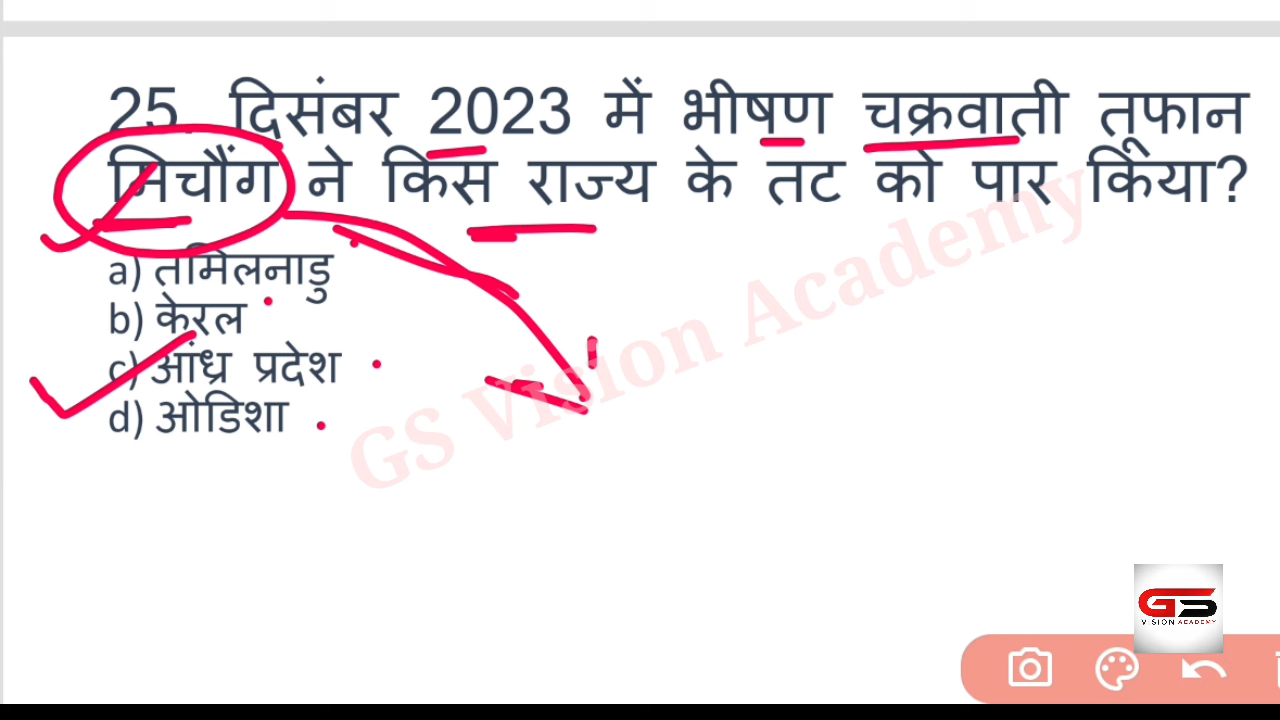 25. दिसंबर 2023 में भीषण चक्रवाती तूफान
मिचौंग ने किस राज्य के तट को पार किया?
a) तमिलनाडु
b) केरल
c) आंध्र प्रदेश
d) ओडिशा
GS Vision Academy
GS
VISION ACADEMY